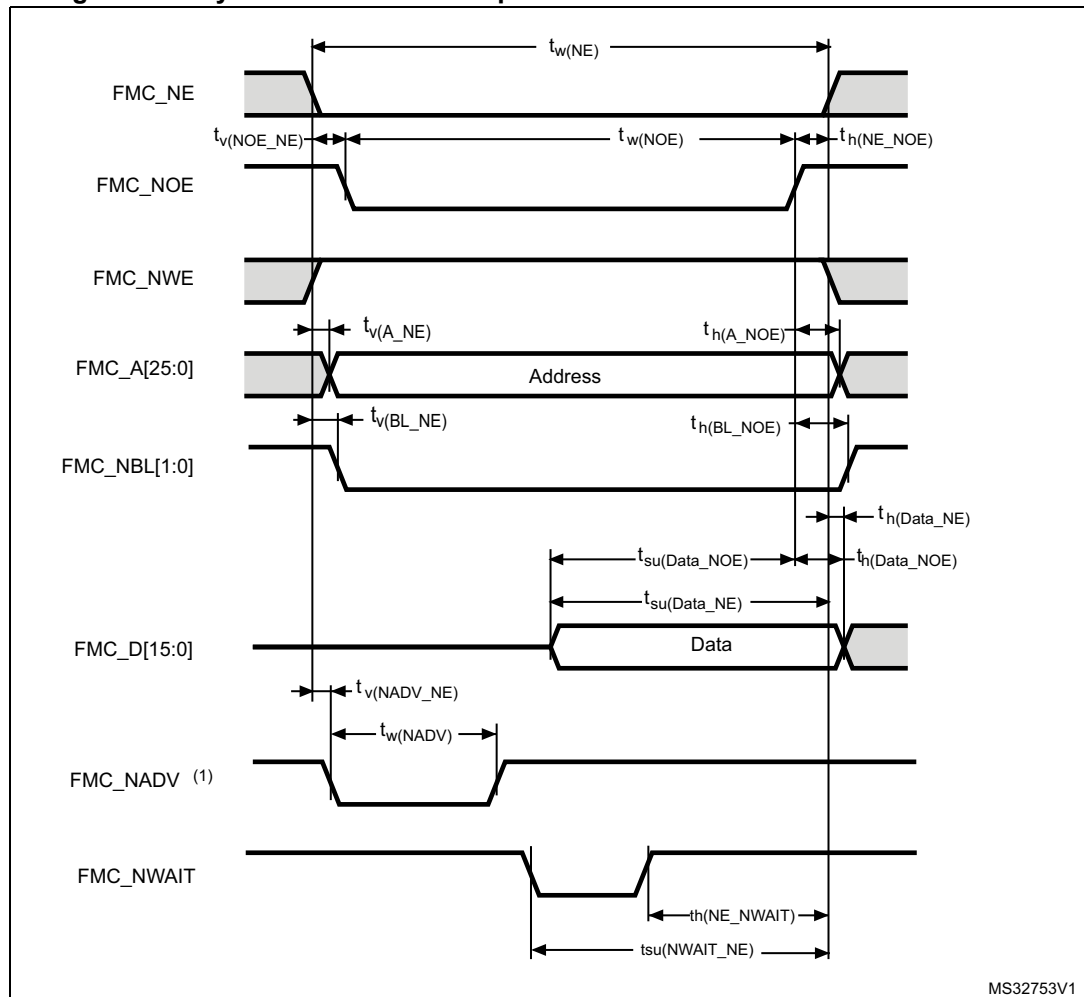 tw(NE)
FMC_NE
tv(NOE_NE)
tw(NOE)
th(NE_NOE)
FMC_NOE
FMC_NWE
tv(A_NE)
th(A_NOE)
FMC_A[25:0]
Address
tv(BL_NE)
th(BL_NOE)
FMC_NBL[1:0]
th(Data_NE)
tsu(Data_NOE)
th(Data_NOE)
tsu(Data_NE)
FMC_D[15:0]
Data
tv(NADV_NE)
tw(NADV)
FMC_NADV (1)
FMC_NWAIT
th(NE_NWAIT)
tsu(NWAIT_NE)
MS32753V1